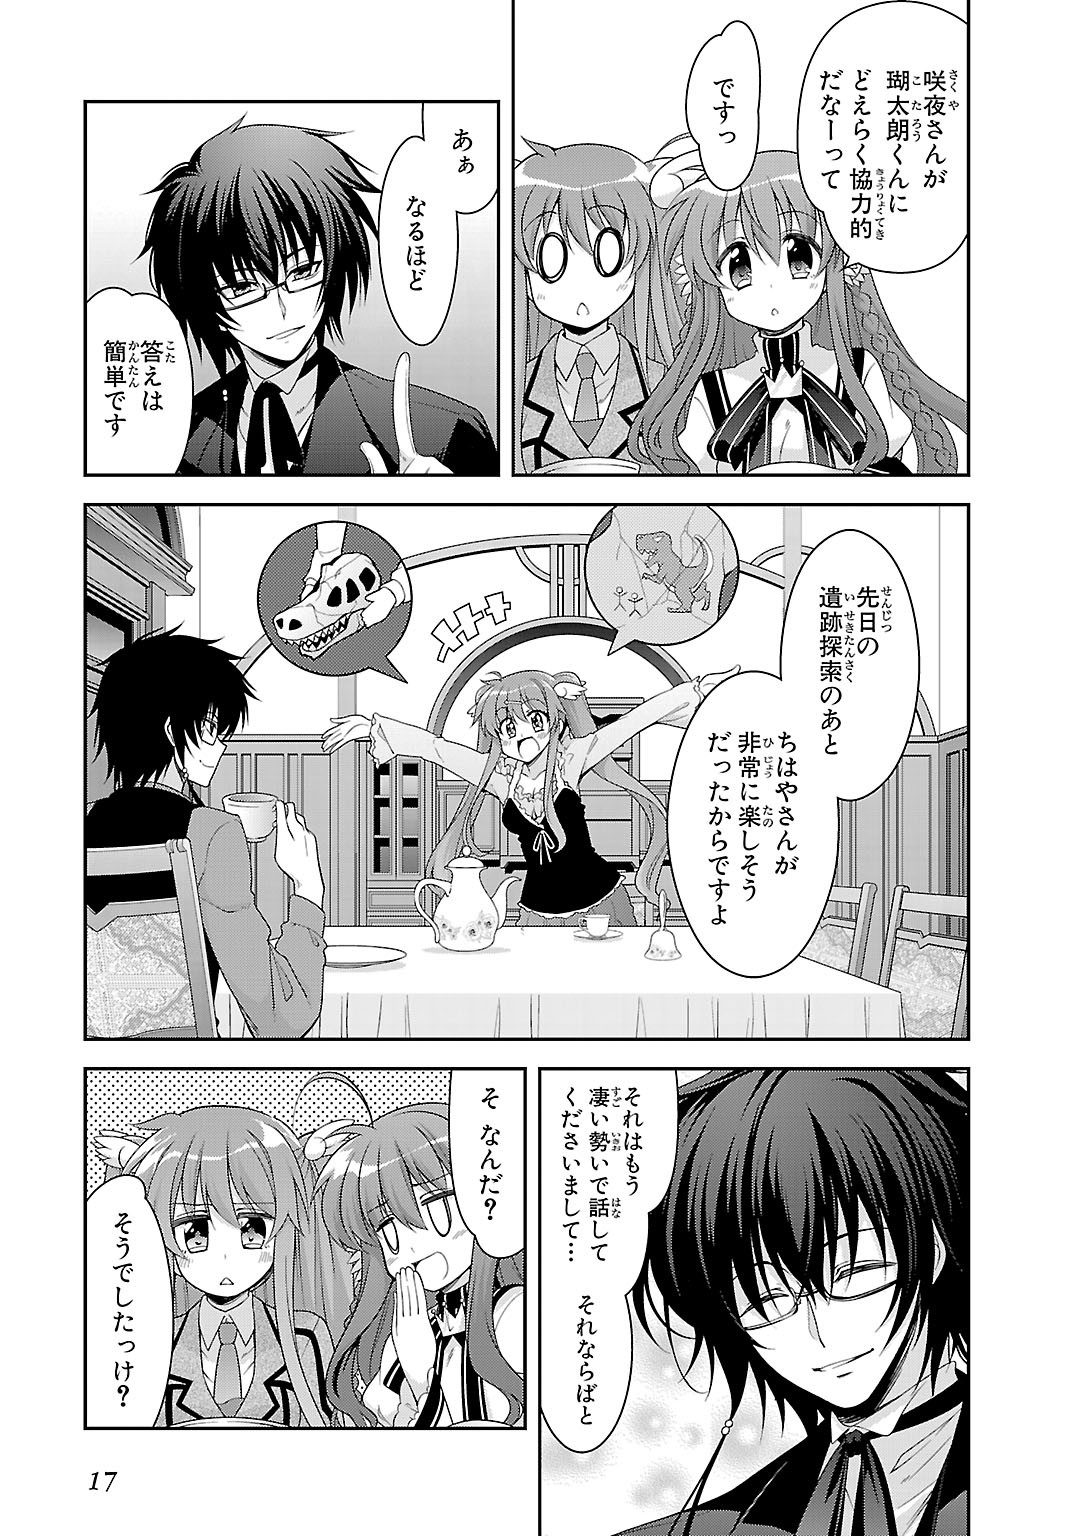 咲夜さんが
瑚太朗くんに
どえらく協力的
だなーって
ですっ
あぁ
なるほど
答えは
簡単です
先日の
遺跡探索のあと
ちはやさんが
非常に楽しそう
だったからですよ
メメナナ
それはもう
凄い勢いで話して
くださいまして…
それならばと
そ なんだ?
そうでしたっけ?
17